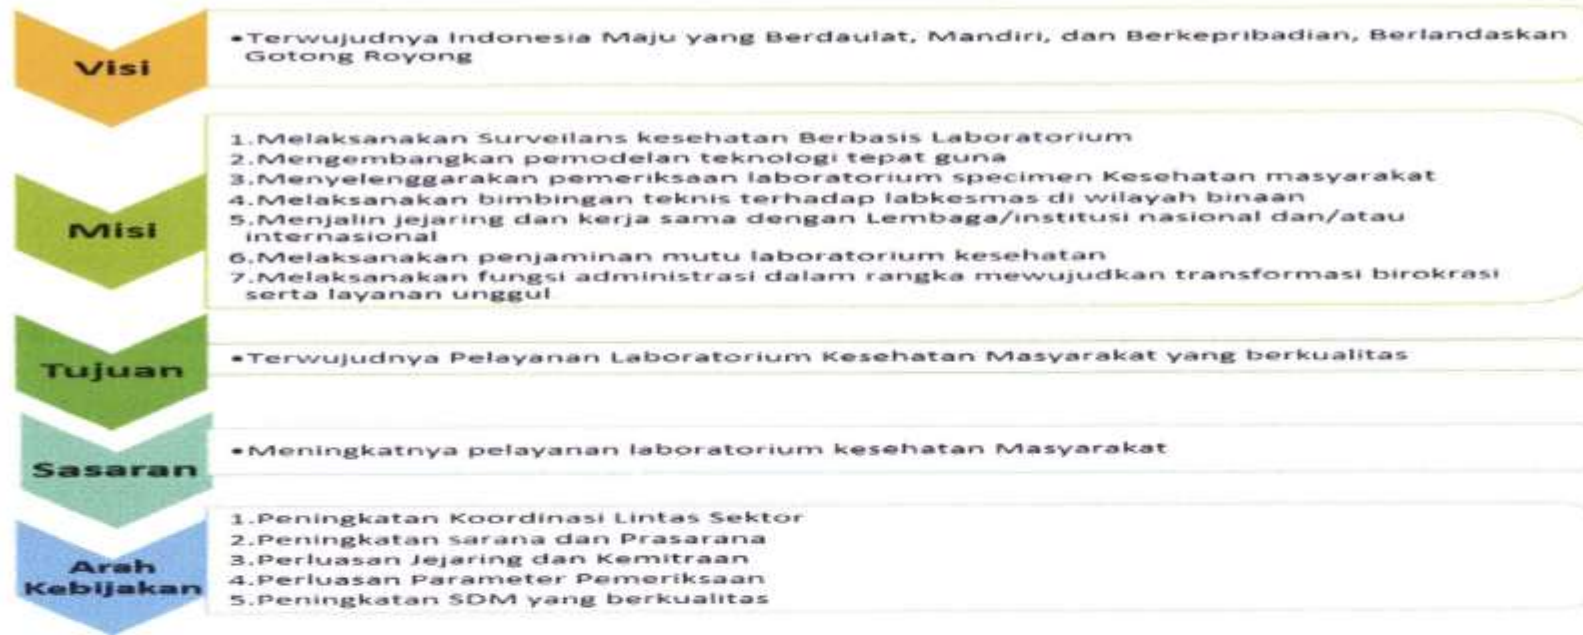 Visi
•Terwujudnya Indonesia Maju yang Berdaulat, Mandiri, dan Berkepribadian, Berlandaskan
Gotong Royong
Misi
1.Melaksanakan Surveilans kesehatan Berbasis Laboratorium
2.Mengembangkan pemodelan teknologi tepat guna
3.Menyelenggarakan pemeriksaan laboratorium specimen Kesehatan masyarakat
4.Melaksanakan bimbingan teknis terhadap labkesmas di wilayah binaan
5.Menjalin jejaring dan kerja sama dengan Lembaga/institusi nasional dan/atau
internasional
6.Melaksanakan penjaminan mutu laboratorium kesehatan
7.Melaksanakan fungsi administrasi dalam rangka mewujudkan transformasi birokrasi
serta layanan unggul
Tujuan
•Terwujudnya Pelayanan Laboratorium Kesehatan Masyarakat yang berkualitas
Sasaran
•Meningkatnya pelayanan laboratorium kesehatan Masyarakat
Arah
Kebijakan
1.Peningkatan Koordinasi Lintas Sektor
2.Peningkatan sarana dan Prasarana
3.Perluasan Jejaring dan Kemitraan
4.Perluasan Parameter Pemeriksaan
5.Peningkatan SDM yang berkualitas